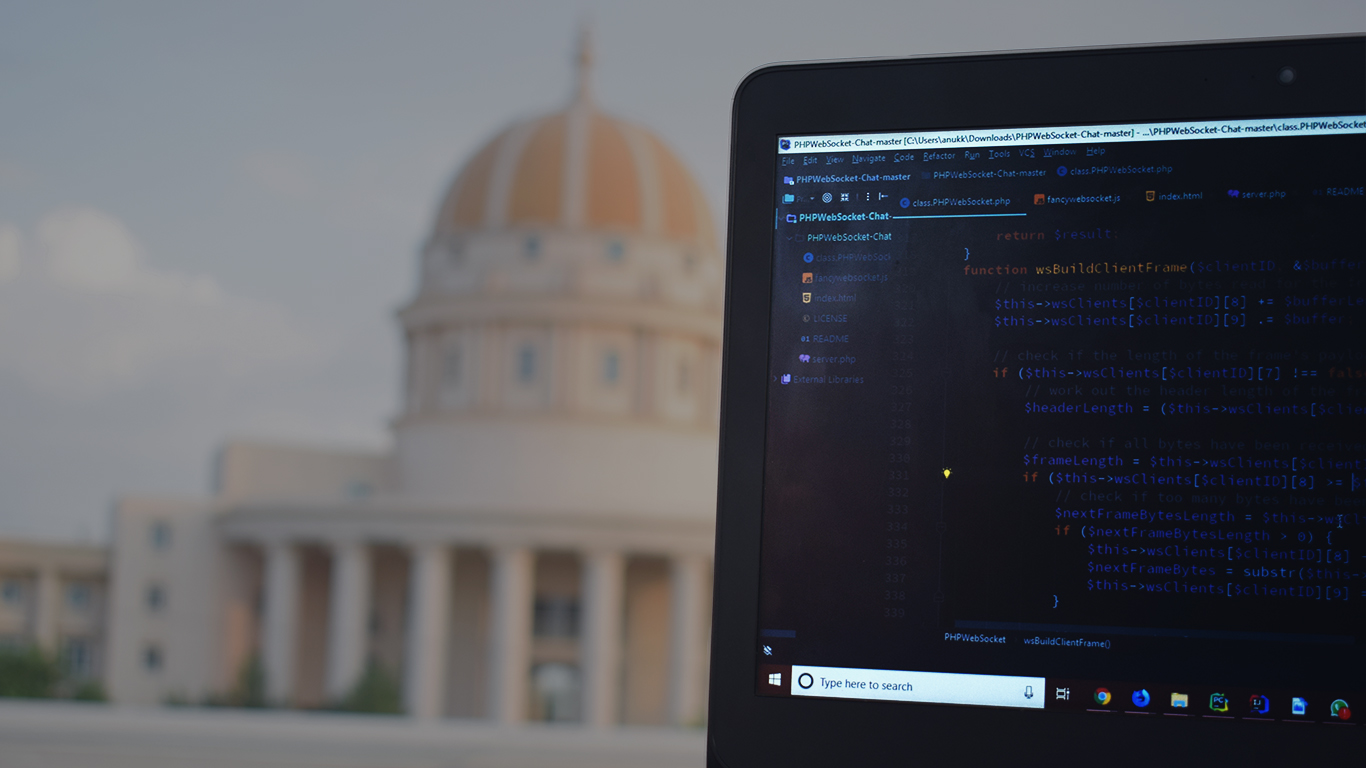 PHPWebSocket-Chat-master [C:\Users\anukk\Downloads\PHPWebSocket-Chat-master] - ...\PHPWebSocket-Chat-master\class.PHPWebSocket
File Edit View Navigate Code Refactor Run Tools VCS Window Help
PHPWebSocket-Chat-master PHPWebSocket-Chat-master class.PHPWebSocket.php
class.PHPWebSocket.php fancywebsocket.js index.html server.php README
PHPWebSocket-Chat-
PHPWebSocket-Chat
class.PHPWebSoc
fancywebsocket.js
index.html
LICENSE
README
server.php
External Libraries
return $result;
}
function wsBuildClientFrame($clientID, &$buffer
// increase number of bytes read for the
$this->wsClients[$clientID][8] += $bufferLe
$this->wsClients[$clientID][9] .= $buffer
// check if the length of the frame's
if ($this->wsClients[$clientID][7] !== false
// work out the header length of the
$headerLength = ($this->wsClients[$clie
// check if all bytes have been
$frameLength = $this->wsClients[$client
if ($this->wsClients[$clientID][8] >= $
// check if too many bytes have
$nextFrameBytesLength = $this->wsCl
if ($nextFrameBytesLength > 0) {
$this->wsClients[$clientID][8]
$nextFrameBytes = substr($this->
$this->wsClients[$clientID][9] =
}
PHPWebSocket wsBuildClientFrame()
Type here to search